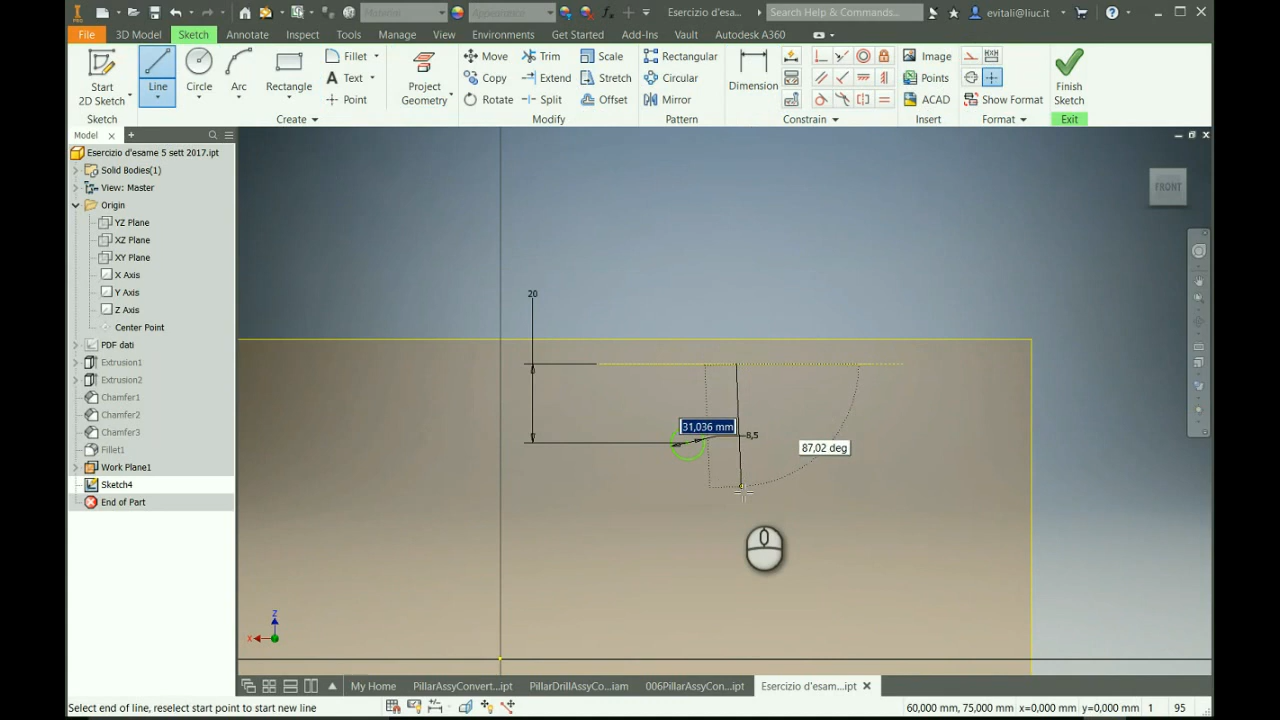 Material
Appearance
Esercizio d'esa...
Search Help & Commands...
evitali@liuc.it
File
3D Model
Sketch
Annotate
Inspect
Tools
Manage
View
Environments
Get Started
Add-Ins
Vault
Autodesk A360
Start
2D Sketch
Line
Circle
Arc
Rectangle
Fillet
Text
Point
Project
Geometry
Move
Copy
Rotate
Trim
Extend
Split
Scale
Stretch
Offset
Rectangular
Circular
Mirror
Dimension
Image
Points
ACAD
Show Format
Finish
Sketch
Sketch
Create
Modify
Pattern
Constrain
Insert
Format
Exit
Model
Esercizio d'esame 5 sett 2017.ipt
Solid Bodies(1)
View: Master
Origin
YZ Plane
XZ Plane
XY Plane
X Axis
Y Axis
Z Axis
Center Point
PDF dati
Extrusion1
Extrusion2
Chamfer1
Chamfer2
Chamfer3
Fillet1
Work Plane1
Sketch4
End of Part
FRONT
20
31,036 mm
8,5
87,02 deg
Z
X
My Home
PillarAssyConvert...ipt
PillarDrillAssyCo...iam
006PillarAssyCon...ipt
Esercizio d'esam...ipt
Select end of line, reselect start point to start new line
60,000 mm, 75,000 mm
x=0,000 mm
y=0,000 mm
1
95